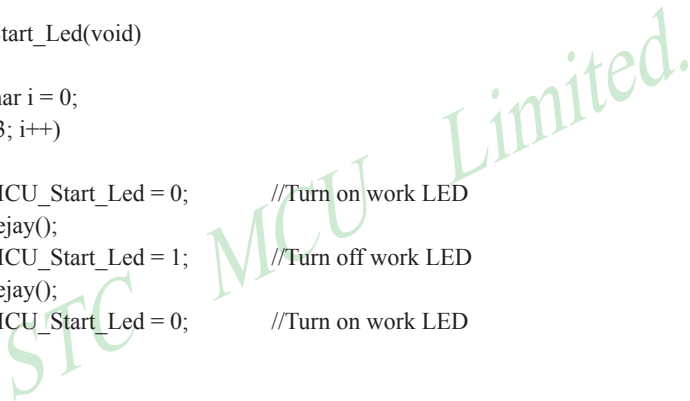 tart_Led(void)
ar i = 0;
3; i++)
MCU_Start_Led = 0; //Turn on work LED
ejay();
MCU_Start_Led = 1; //Turn off work LED
ejay();
MCU_Start_Led = 0; //Turn on work LED
STC MCU Limited.